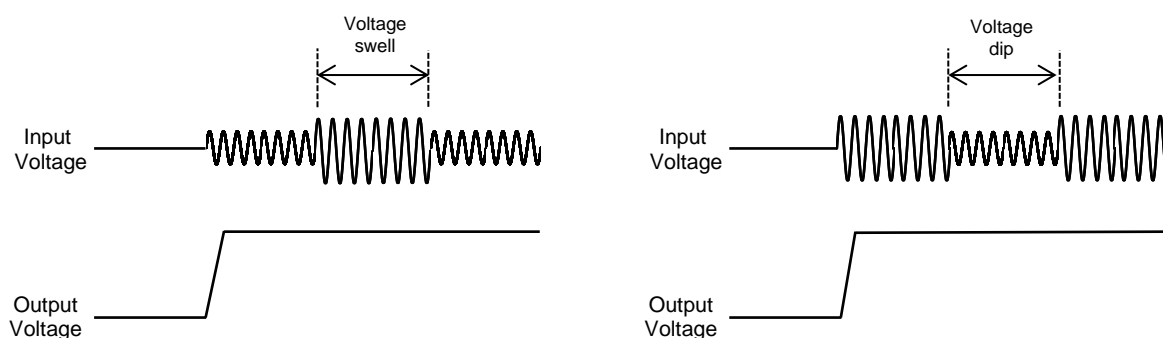 Voltage
swell
Input
Voltage
Output
Voltage
Voltage
dip
Input
Voltage
Output
Voltage